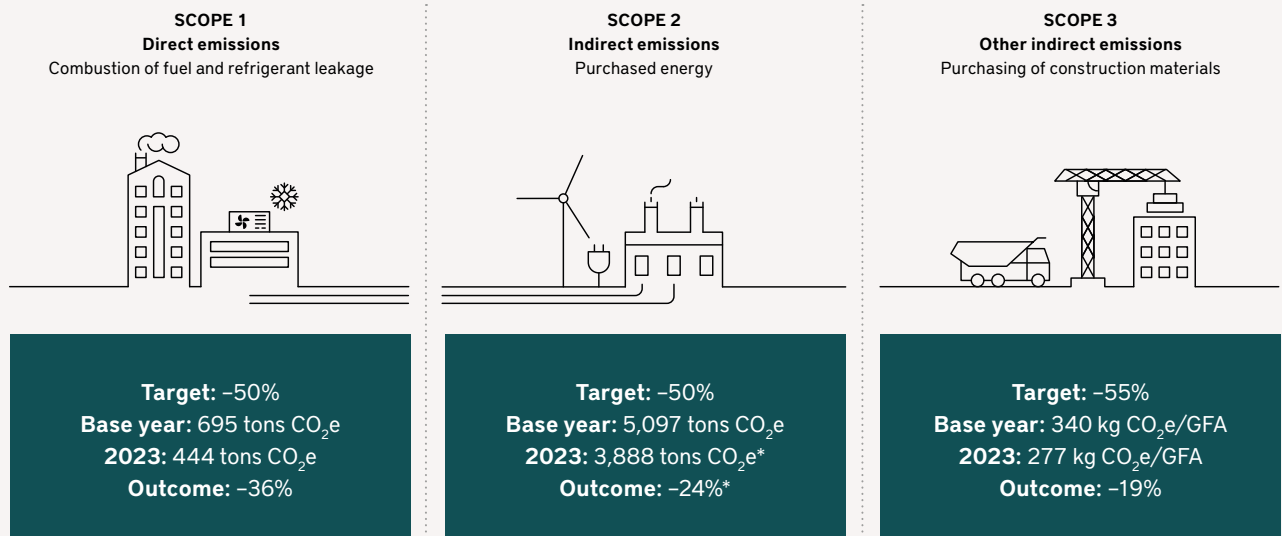 SCOPE 1
Direct emissions
Combustion of fuel and refrigerant leakage
Target: –50%
Base year: 695 tons CO₂e
2023: 444 tons CO₂e
Outcome: –36%
SCOPE 2
Indirect emissions
Purchased energy
Target: –50%
Base year: 5,097 tons CO₂e
2023: 3,888 tons CO₂e*
Outcome: –24%*
SCOPE 3
Other indirect emissions
Purchasing of construction materials
Target: –55%
Base year: 340 kg CO₂e/GFA
2023: 277 kg CO₂e/GFA
Outcome: –19%